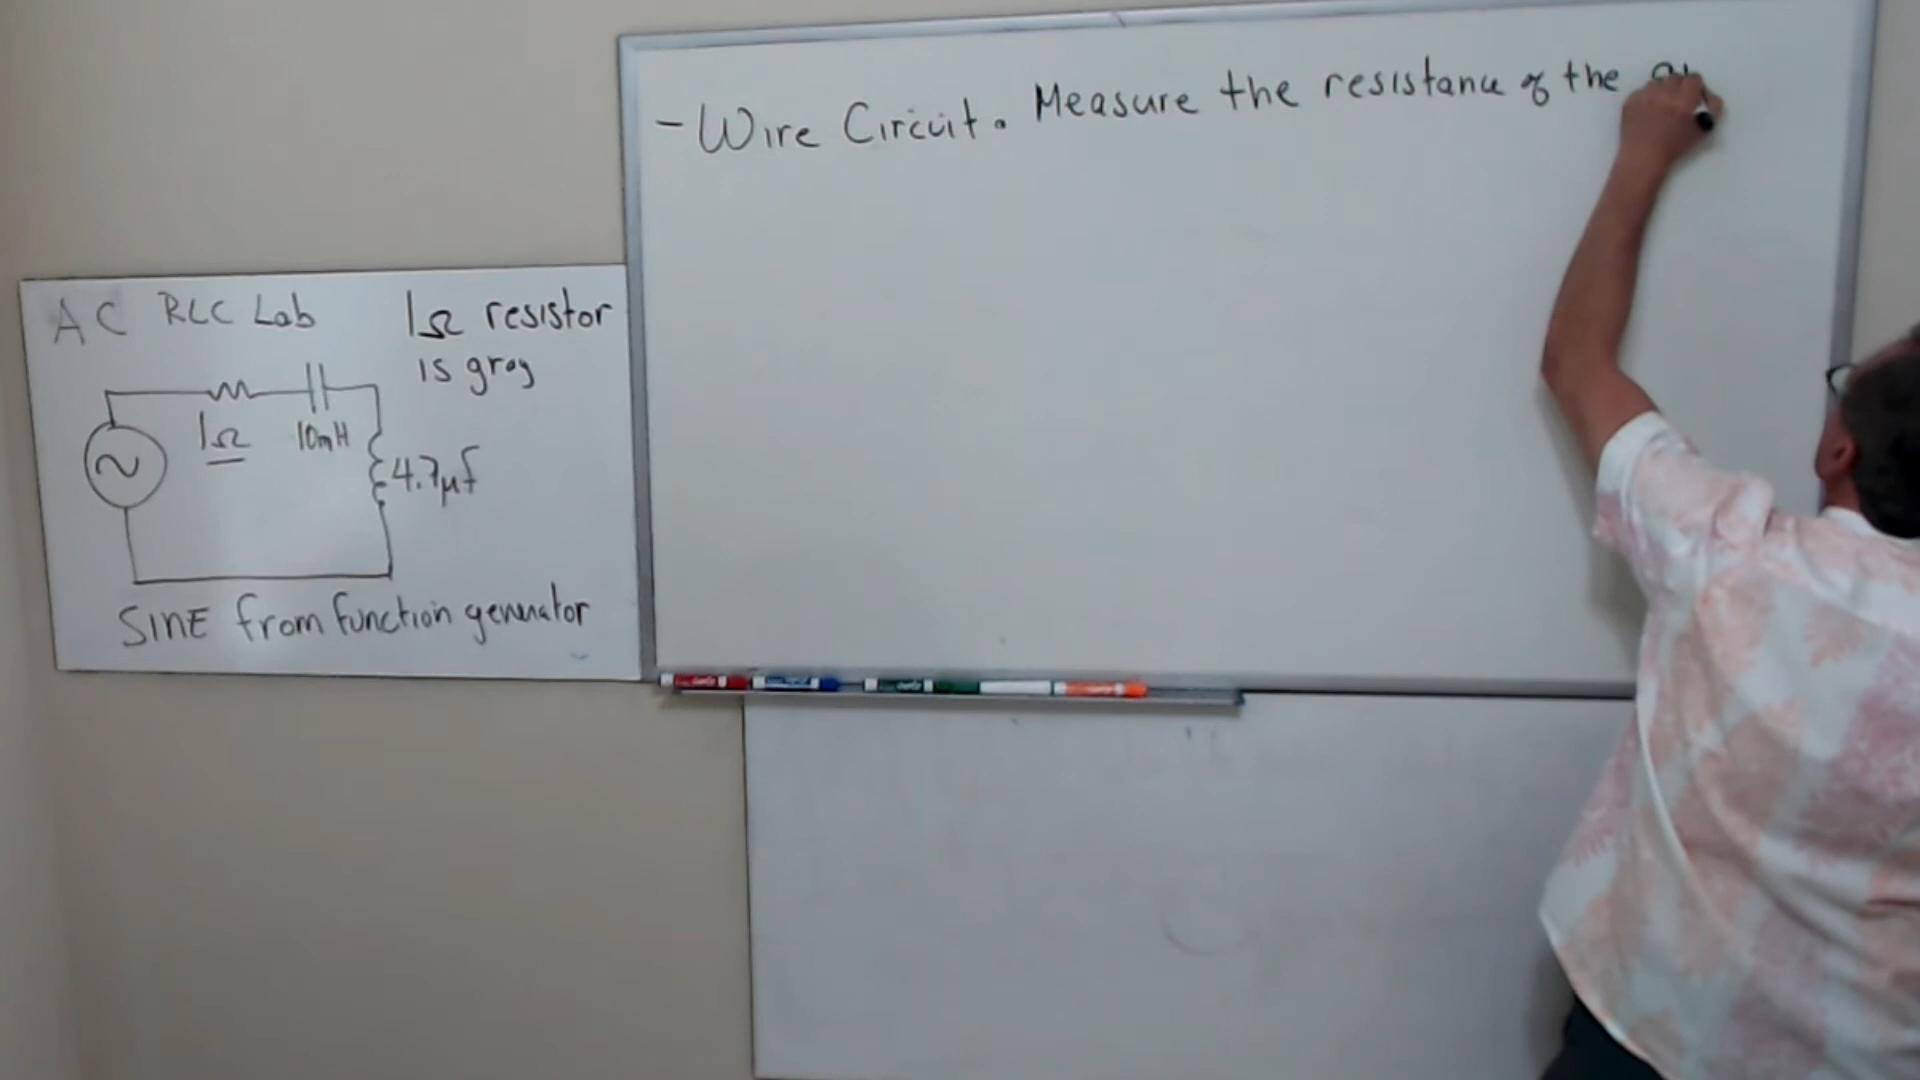 - Wire Circuit. Measure the resistance of the
AC RLC Lab
1Ω resistor
is gray
1Ω
10mH
4.7μf
SINE from function generator